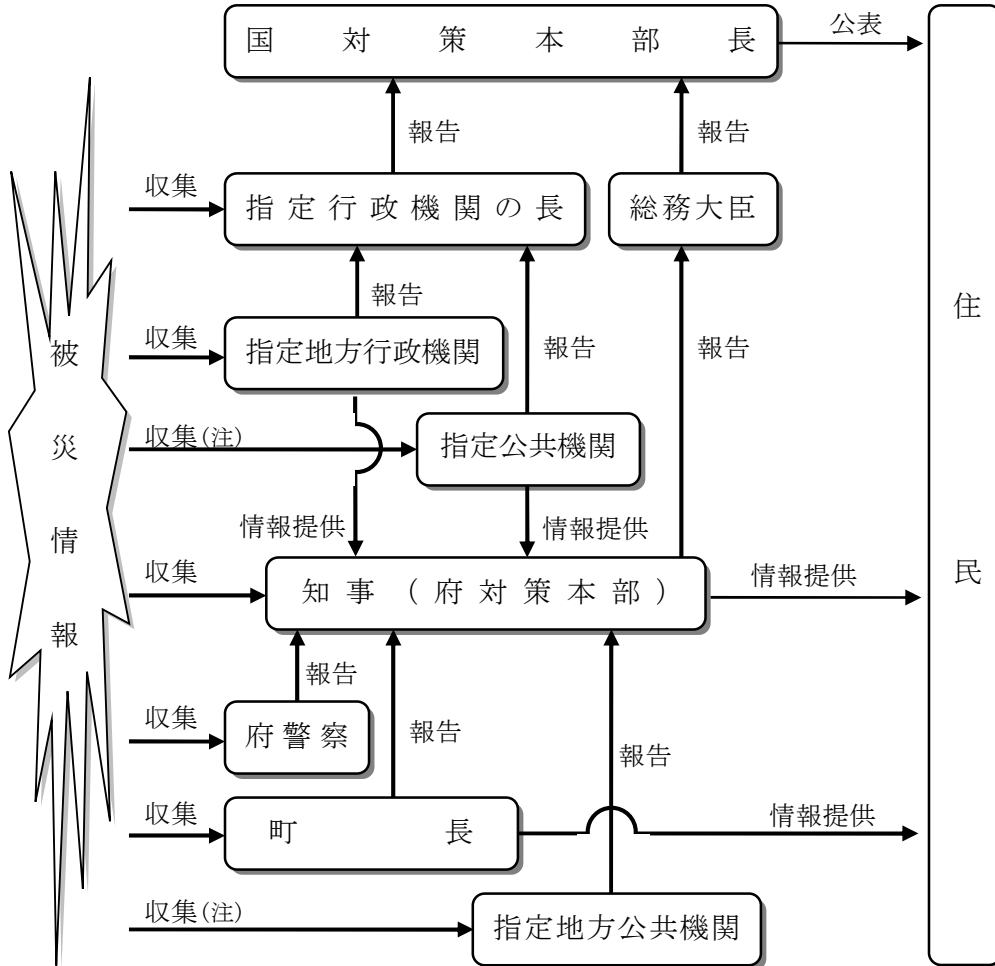 国対策本部長
公表
報告
報告
収集
指定行政機関の長
総務大臣
報告
収集
指定地方行政機関
報告
報告
収集(注)
指定公共機関
情報提供
情報提供
収集
知事（府対策本部）
情報提供
報告
収集
府警察
報告
報告
収集
町長
情報提供
収集(注)
指定地方公共機関
被災情報
住民